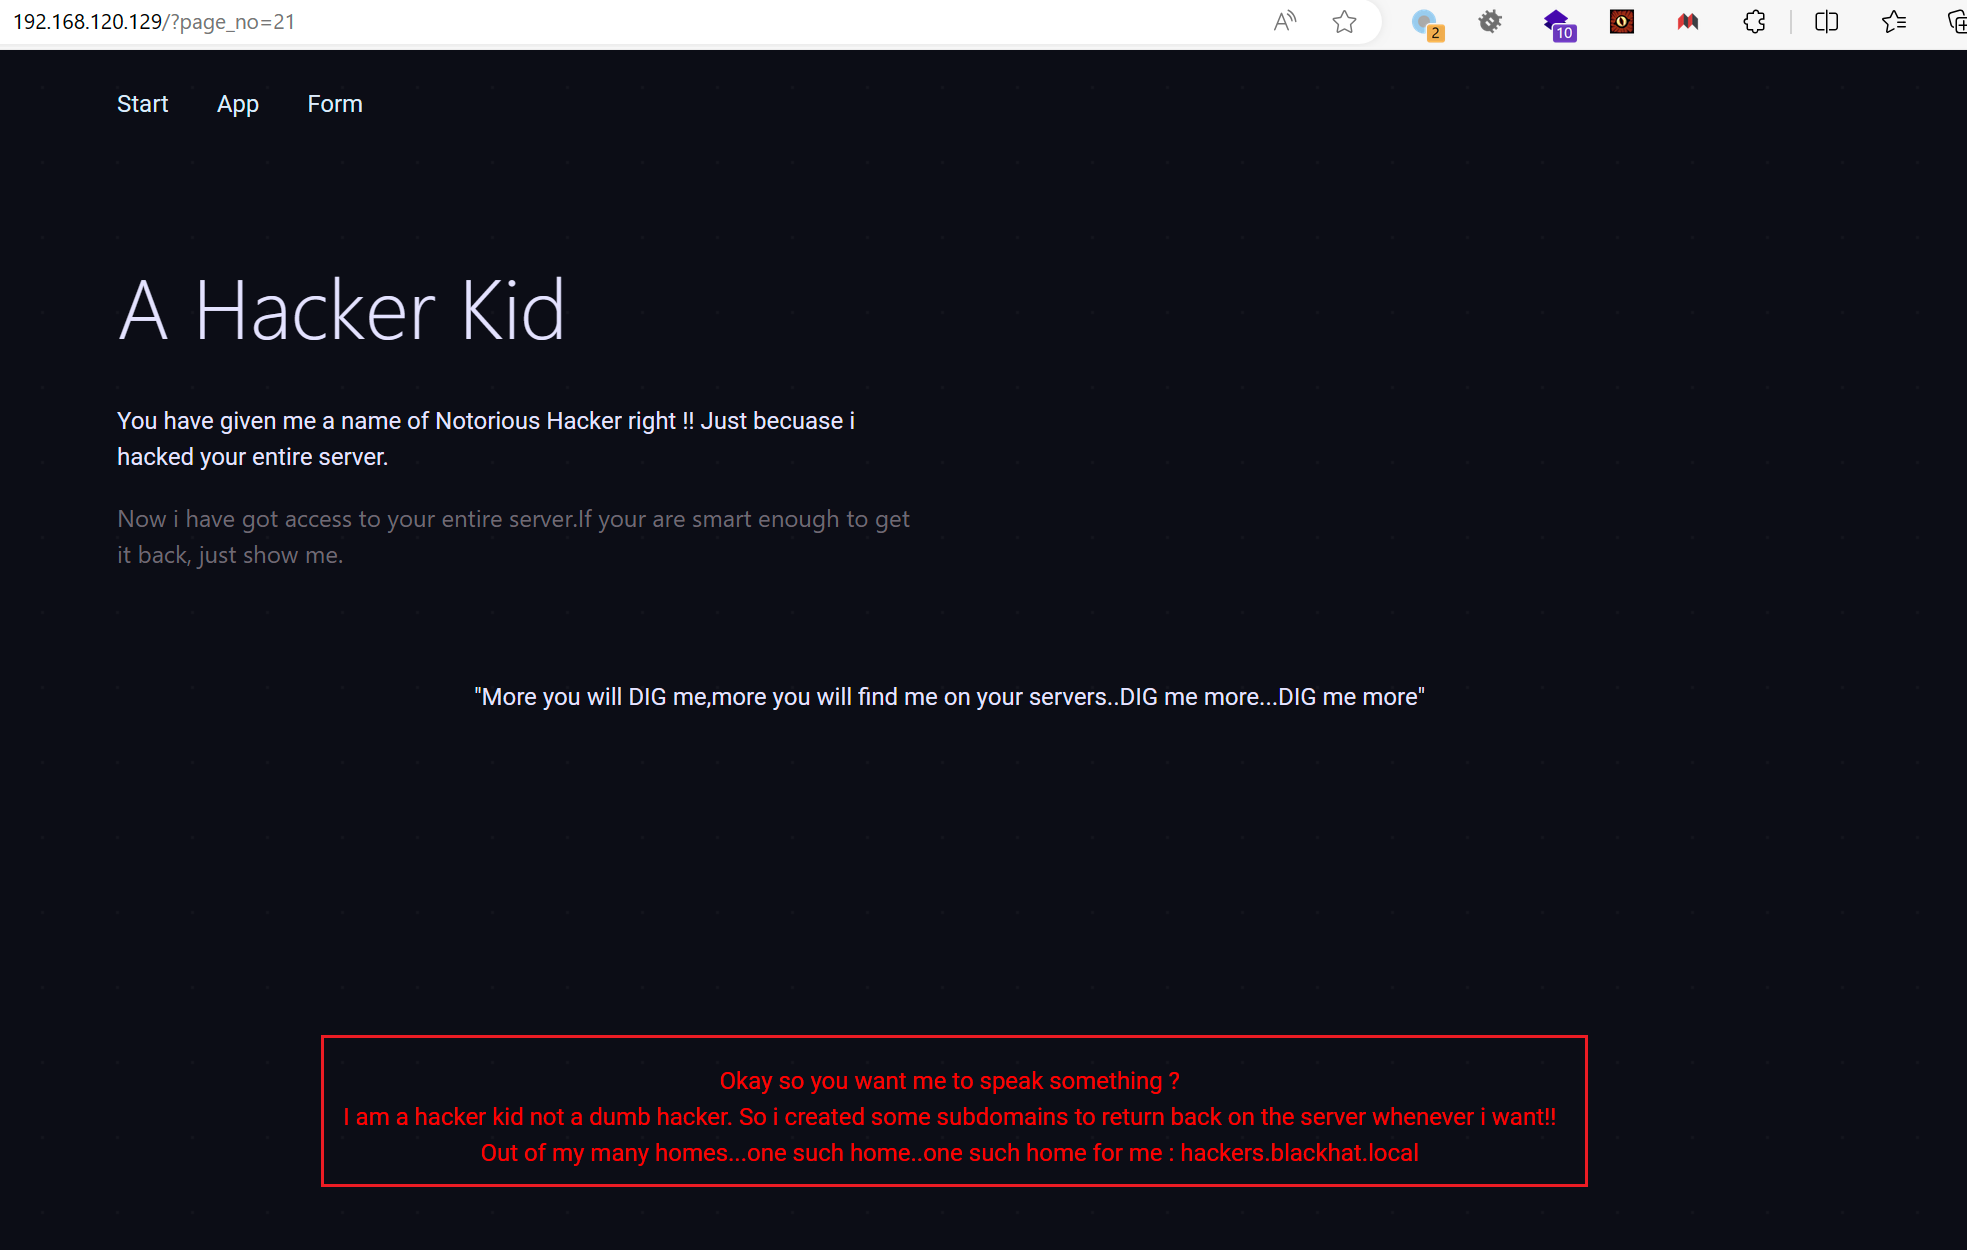 192.168.120.129/?page_no=21
2
10
Start App Form
A Hacker Kid
You have given me a name of Notorious Hacker right !! Just becuase i
hacked your entire server.
Now i have got access to your entire server.If your are smart enough to get
it back, just show me.
"More you will DIG me,more you will find me on your servers..DIG me more...DIG me more"
Okay so you want me to speak something ?
I am a hacker kid not a dumb hacker. So i created some subdomains to return back on the server whenever i want!!
Out of my many homes...one such home..one such home for me : hackers.blackhat.local